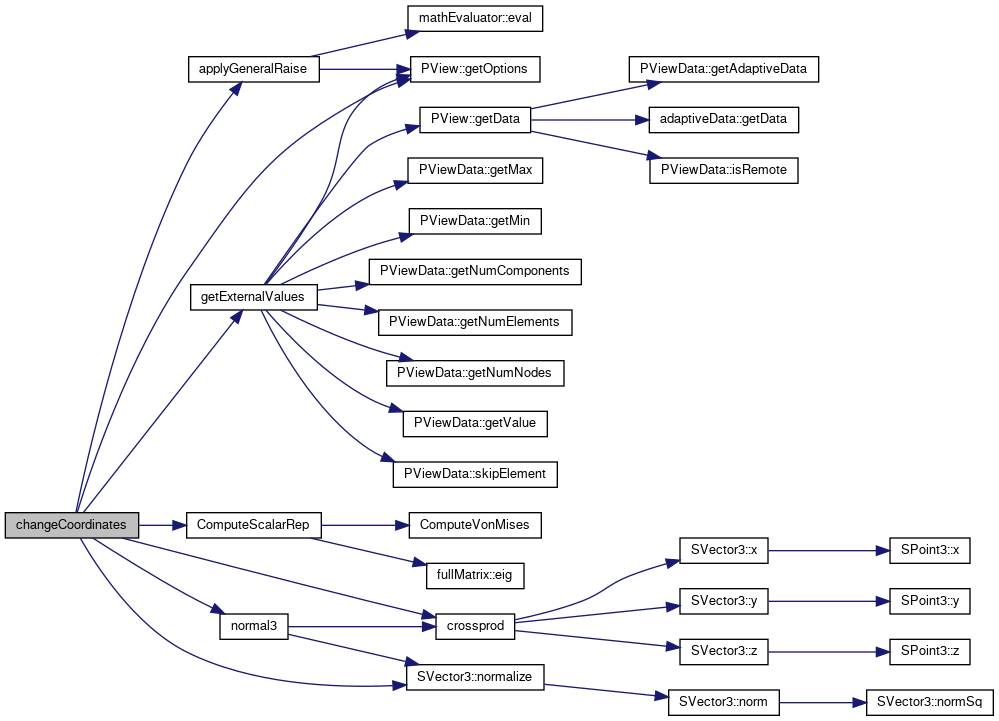 mathEvaluator::eval
applyGeneralRaise
PView::getOptions
PViewData::getAdaptiveData
PView::getData
adaptiveData::getData
PViewData::getMax
PViewData::isRemote
PViewData::getMin
PViewData::getNumComponents
getExternalValues
PViewData::getNumElements
PViewData::getNumNodes
PViewData::getValue
PViewData::skipElement
changeCoordinates
ComputeScalarRep
ComputeVonMises
SVector3::x
SPoint3::x
fullMatrix::eig
SVector3::y
SPoint3::y
normal3
crossprod
SVector3::z
SPoint3::z
SVector3::normalize
SVector3::norm
SVector3::normSq